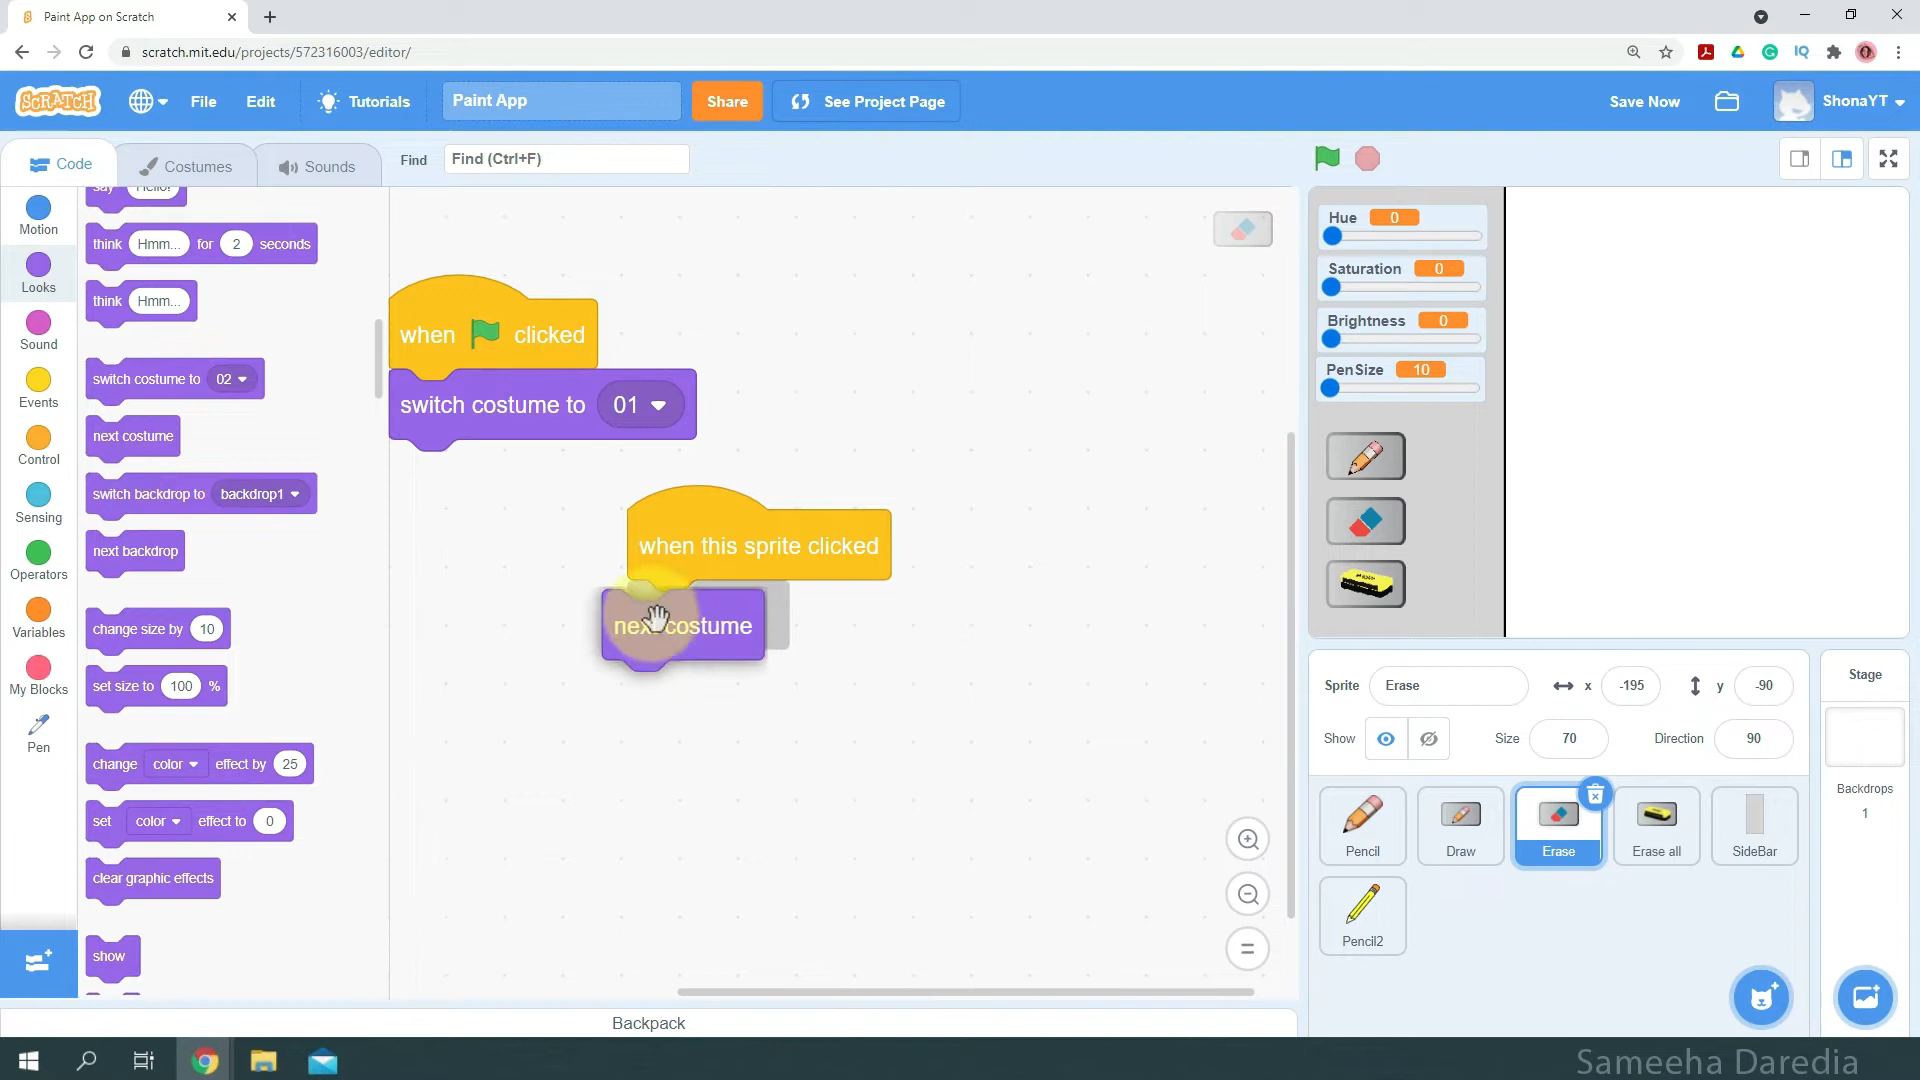 Paint App on Scratch
scratch.mit.edu/projects/572316003/editor/
SCRATCH File Edit Tutorials Paint App Share See Project Page Save Now ShonaYT
Code Costumes Sounds Find Find (Ctrl+F)
Motion
Looks
Sound
Events
Control
Sensing
Operators
Variables
My Blocks
Pen
say Hello!
think Hmm... for 2 seconds
think Hmm...
switch costume to 02
next costume
switch backdrop to backdrop1
next backdrop
change size by 10
set size to 100 %
change color effect by 25
set color effect to 0
clear graphic effects
show
when clicked
switch costume to 01
when this sprite clicked
next costume
Hue 0
Saturation 0
Brightness 0
PenSize 10
Sprite Erase x -195 y -90
Show Size 70 Direction 90
Pencil Draw Erase Erase all SideBar
Pencil2
Stage
Backdrops
1
Backpack
Sameeha Daredia